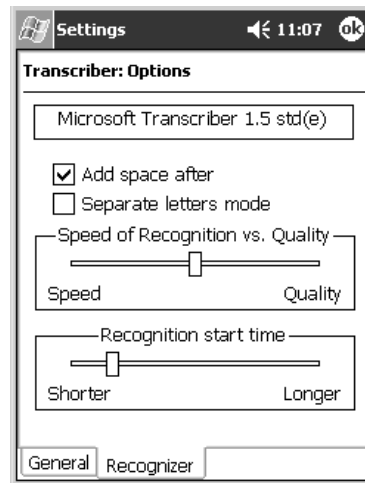 Settings 11:07 ok
Transcriber: Options
Microsoft Transcriber 1.5 std(e)
Add space after
Separate letters mode
Speed of Recognition vs. Quality
Speed Quality
Recognition start time
Shorter Longer
General Recognizer